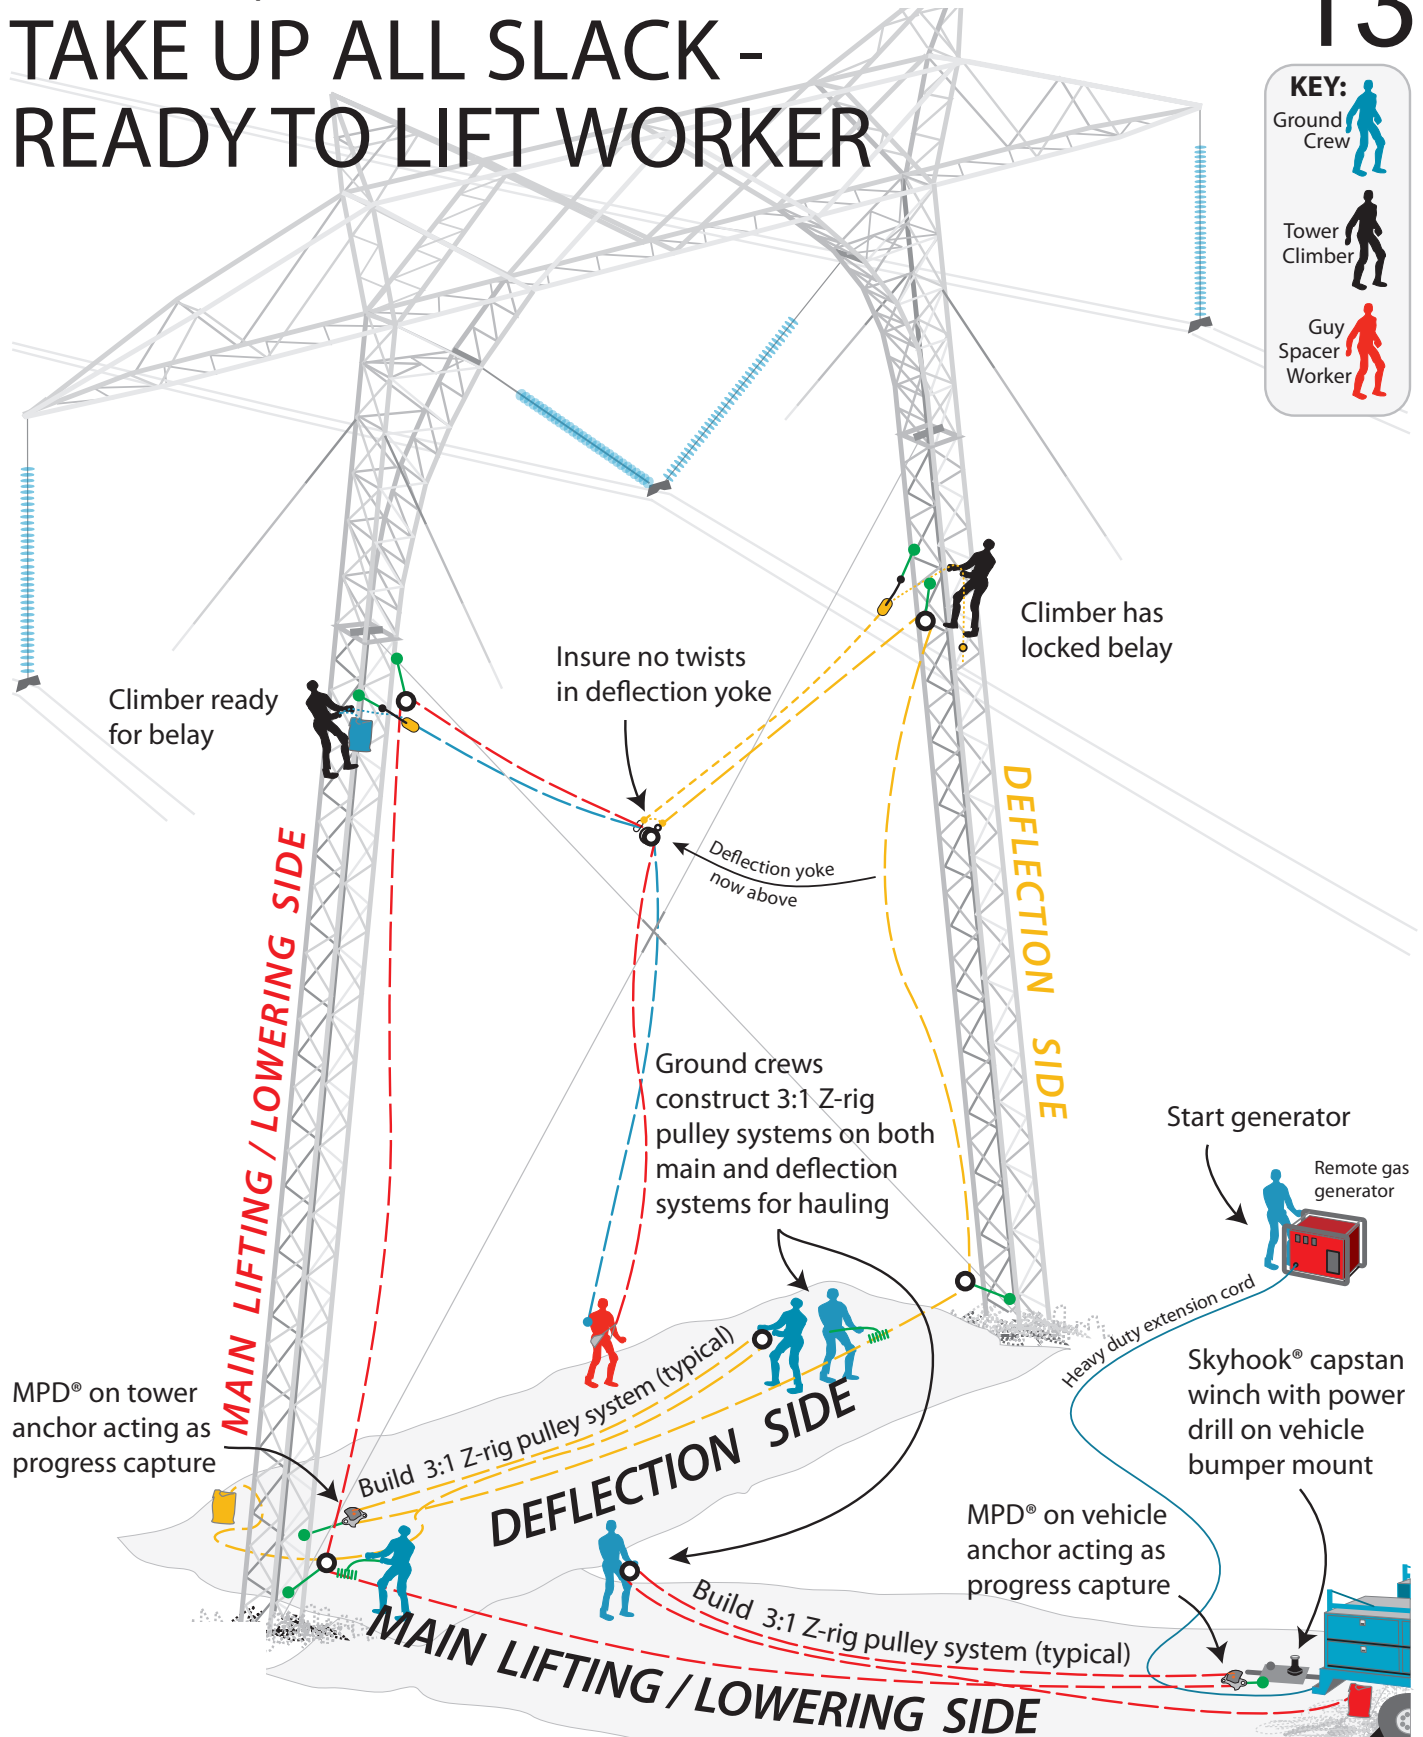 TAKE UP ALL SLACK -
READY TO LIFT WORKER
13
KEY:
Ground
Crew
Tower
Climber
Guy
Spacer
Worker
Climber has
locked belay
Insure no twists
in deflection yoke
Climber ready
for belay
Deflection yoke
now above
DEFLECTION SIDE
MAIN LIFTING / LOWERING SIDE
Ground crews
construct 3:1 Z-rig
pulley systems on both
main and deflection
systems for hauling
Start generator
Remote gas
generator
Heavy duty extension cord
Skyhook® capstan
winch with power
drill on vehicle
bumper mount
MPD® on tower
anchor acting as
progress capture
Build 3:1 Z-rig pulley system (typical)
DEFLECTION SIDE
MPD® on vehicle
anchor acting as
progress capture
Build 3:1 Z-rig pulley system (typical)
MAIN LIFTING / LOWERING SIDE